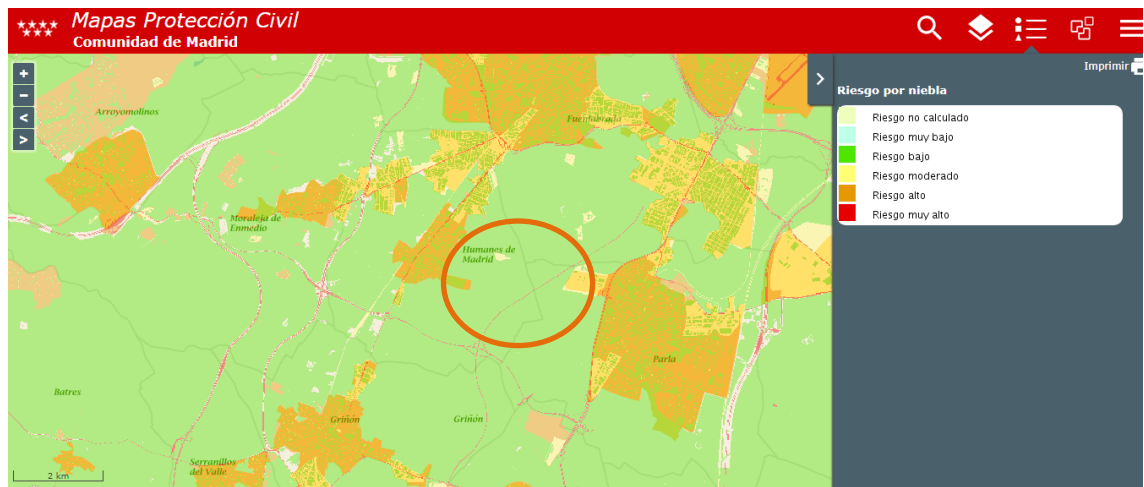 Mapas Protección Civil
Comunidad de Madrid
Imprimir
+
−
<
>
>
Riesgo por niebla
Riesgo no calculado
Riesgo muy bajo
Riesgo bajo
Riesgo moderado
Riesgo alto
Riesgo muy alto
Arroyomolinos
Fuenlabrada
Moraleja de
Enmedio
Humanes de
Madrid
Parla
Batres
Griñón
Griñón
Serranillos
del Valle
2 km